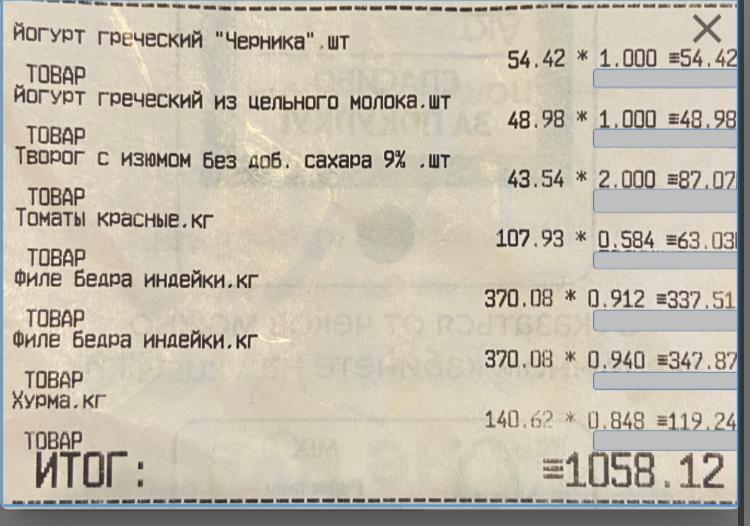 йогурт греческий "Черника".шт
54.42 * 1.000 ≡54.42
ТОВАР
йогурт греческий из цельного молока.шт
48.98 * 1.000 ≡48.98
ТОВАР
Творог с изюмом без доб. сахара 9% .шт
43.54 * 2.000 ≡87.07
ТОВАР
Томаты красные.кг
107.93 * 0.584 ≡63.03
ТОВАР
Филе бедра индейки.кг
370.08 * 0.912 ≡337.51
ТОВАР
Филе бедра индейки.кг
370.08 * 0.940 ≡347.87
ТОВАР
Хурма.кг
140.62 * 0.848 ≡119.24
ТОВАР
ИТОГ: ≡1058.12